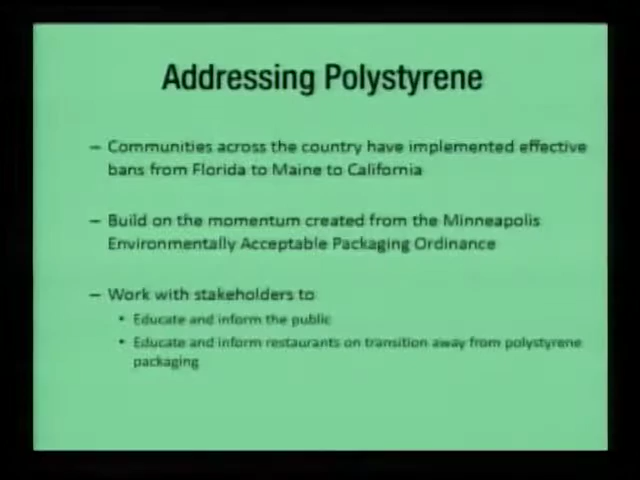 Addressing Polystyrene
– Communities across the country have implemented effective
bans from Florida to Maine to California
– Build on the momentum created from the Minneapolis
Environmentally Acceptable Packaging Ordinance
– Work with stakeholders to
• Educate and inform the public
• Educate and inform restaurants on transition away from polystyrene
packaging